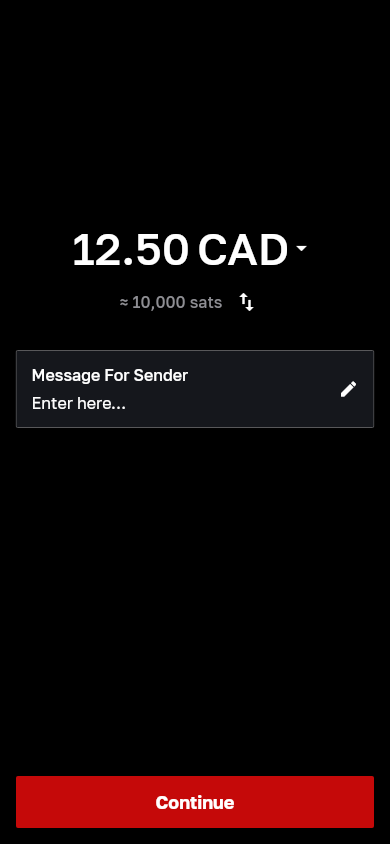 12.50 CAD
≈ 10,000 sats
Message For Sender
Enter here...
Continue